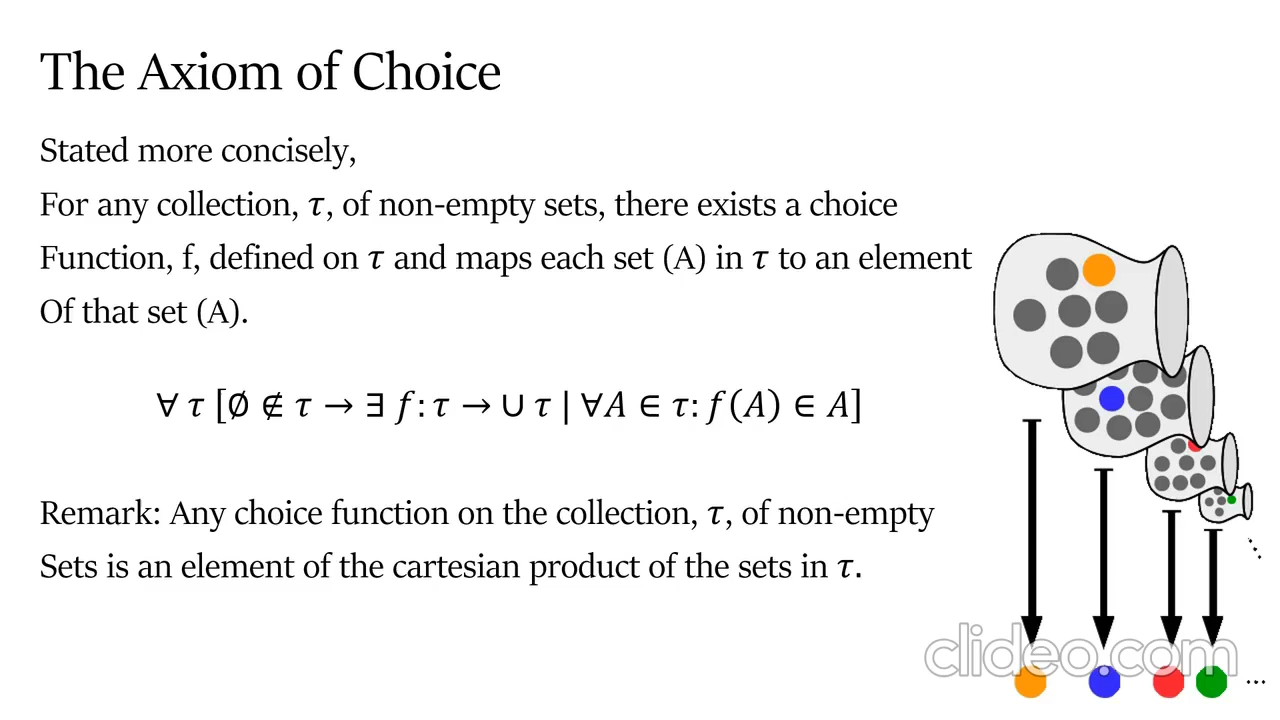 The Axiom of Choice
Stated more concisely,
For any collection, τ, of non-empty sets, there exists a choice
Function, f, defined on τ and maps each set (A) in τ to an element
Of that set (A).
∀ τ [∅ ∉ τ → ∃ f: τ → ∪ τ | ∀A ∈ τ: f(A) ∈ A]
Remark: Any choice function on the collection, τ, of non-empty
Sets is an element of the cartesian product of the sets in τ.
clideo.com
...